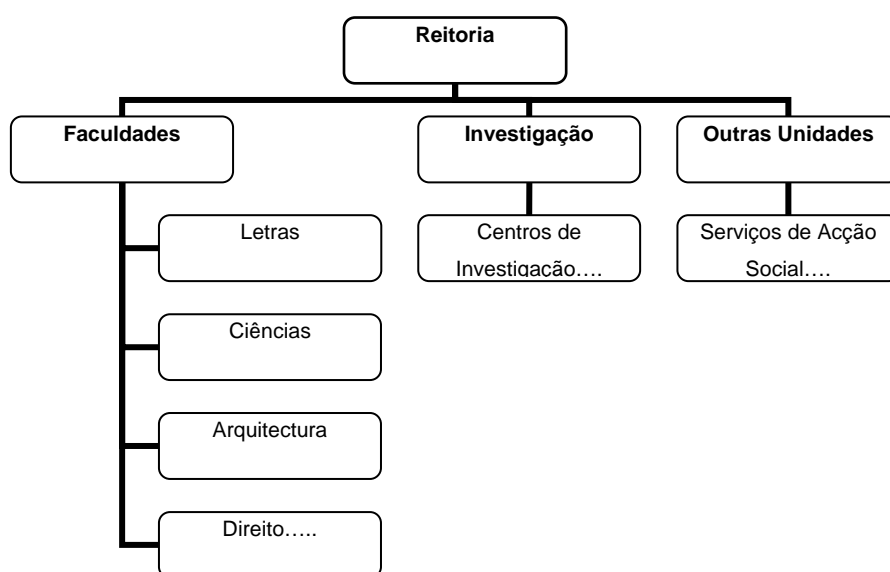 Reitoria
Faculdades
Investigação
Outras Unidades
Letras
Centros de
Investigação….
Serviços de Acção
Social….
Ciências
Arquitectura
Direito…..